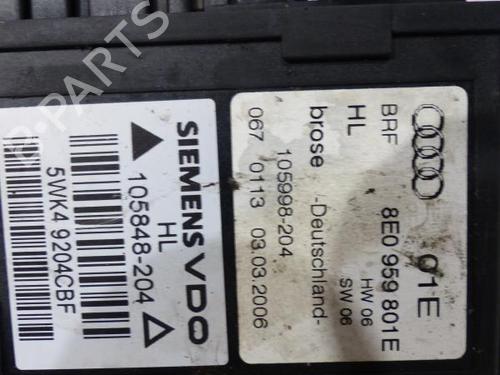 01E
8E0 959 801E
BRF
HW 06
SW 06
HL
brose -Deutschland-
105998-204
067 0113 03.03.2006
SIEMENS VDO
HL
105848-204
5WK4 9204CBF
B-PARTS